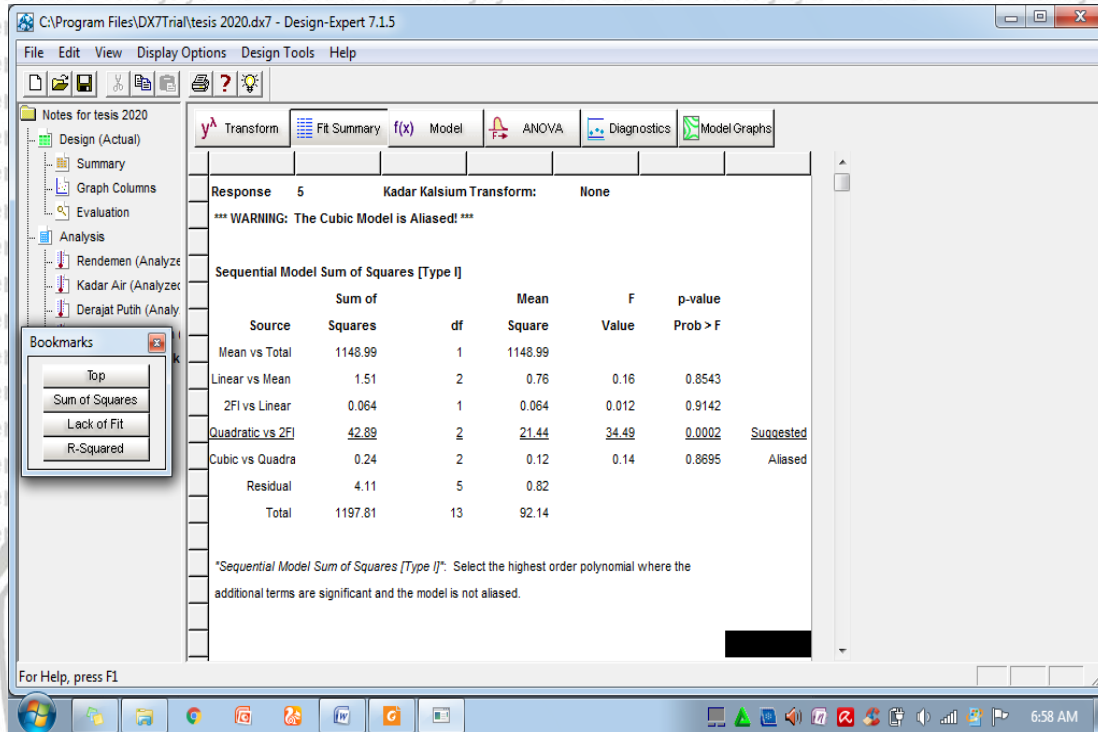 C:\Program Files\DX7Trial\tesis 2020.dx7 - Design-Expert 7.1.5
File Edit View Display Options Design Tools Help
Notes for tesis 2020
Design (Actual)
Summary
Graph Columns
Evaluation
Analysis
Rendemen (Analyze
Kadar Air (Analyzed
Derajat Putih (Analy
Bookmarks
Top
Sum of Squares
Lack of Fit
R-Squared
yλ Transform Fit Summary f(x) Model ANOVA Diagnostics Model Graphs
Response 5 Kadar Kalsium Transform: None
*** WARNING: The Cubic Model is Aliased! ***
Sequential Model Sum of Squares [Type I]
Sum of Mean F p-value
Source Squares df Square Value Prob > F
Mean vs Total 1148.99 1 1148.99
Linear vs Mean 1.51 2 0.76 0.16 0.8543
2FI vs Linear 0.064 1 0.064 0.012 0.9142
Quadratic vs 2FI 42.89 2 21.44 34.49 0.0002 Suggested
Cubic vs Quadra 0.24 2 0.12 0.14 0.8695 Aliased
Residual 4.11 5 0.82
Total 1197.81 13 92.14
"Sequential Model Sum of Squares [Type I]": Select the highest order polynomial where the
additional terms are significant and the model is not aliased.
For Help, press F1
6:58 AM